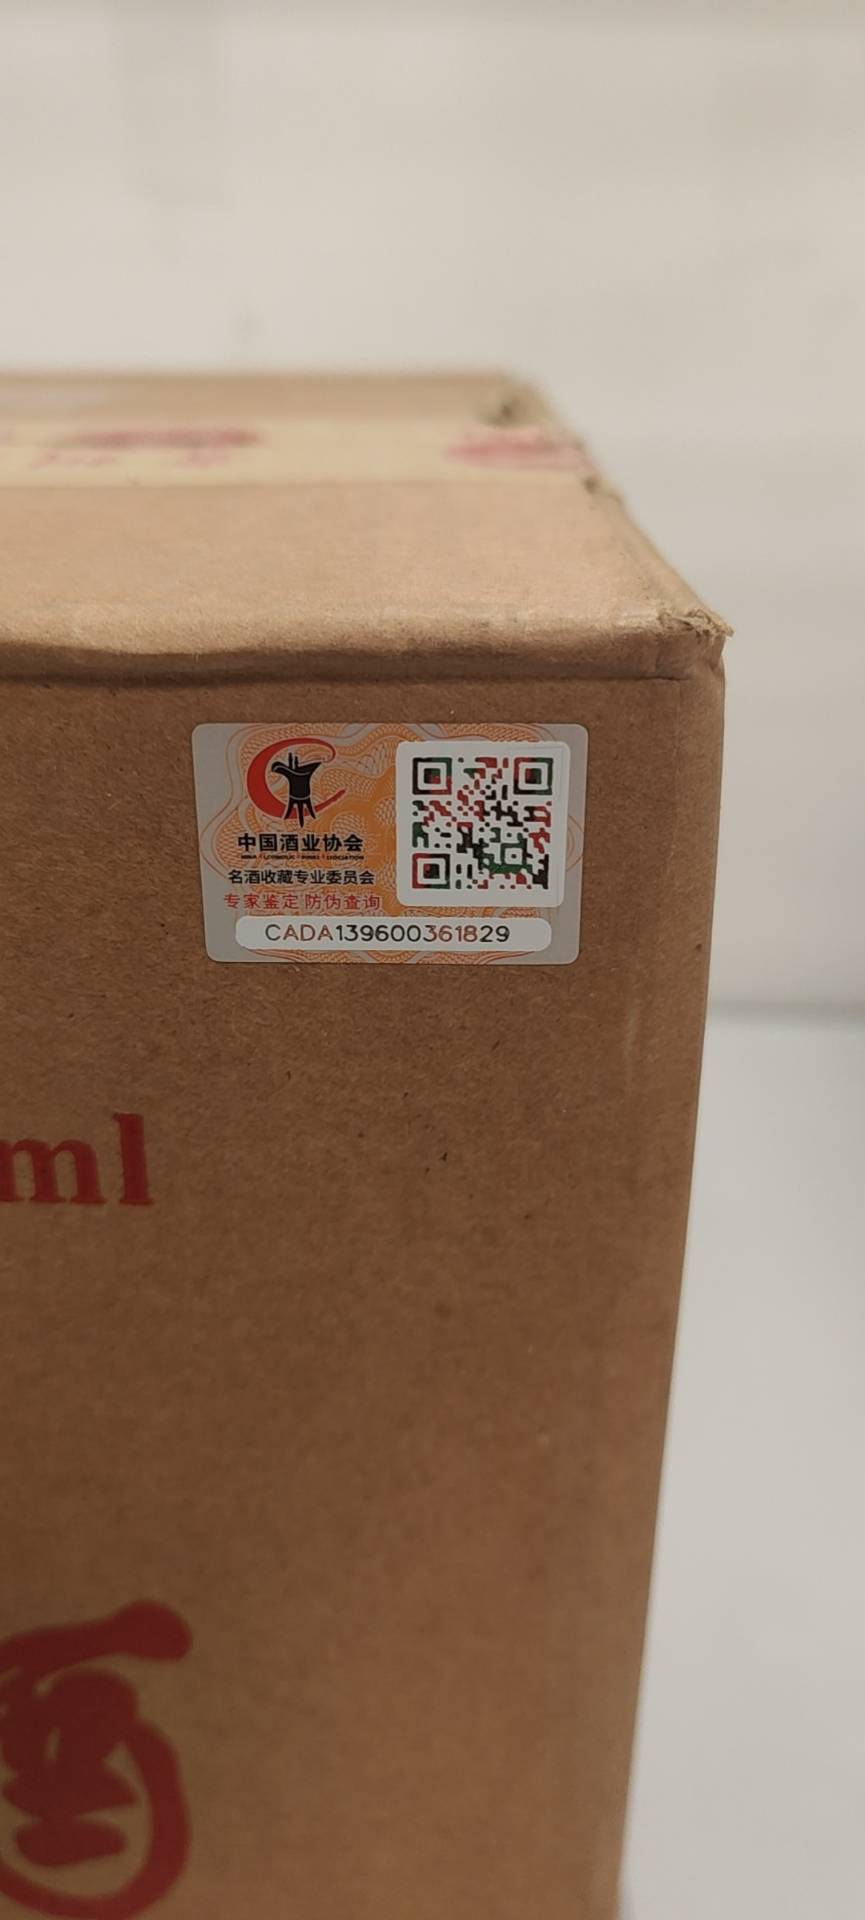 中国酒业协会
名酒收藏专业委员会
专家鉴定 防伪查询
CADA139600361829
ml
酒